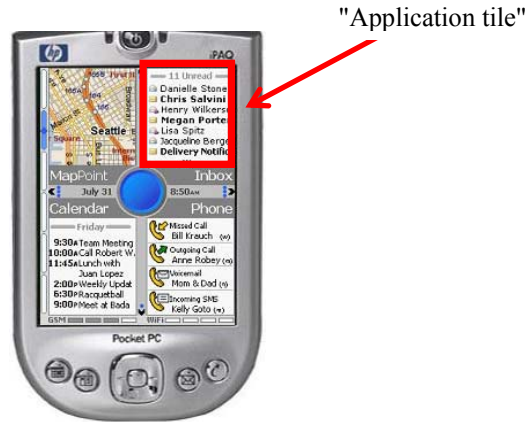 "Application tile"
hp
iPAQ
11 Unread
Danielle Stone
Chris Salvini
Henry Wilkers
Megan Porte
Lisa Spitz
Jacqueline Berge
Delivery Notific
Seattle
MapPoint
Inbox
July 31
8:50AM
Calendar
Phone
Friday
9:30A Team Meeting
10:00A Call Robert W.
11:45A Lunch with
Juan Lopez
2:00P Weekly Updat
6:30P Racquetball
9:00P Meet at Bada
Missed Call
Bill Krauch (w)
Outgoing Call
Anne Robey (m)
Voicemail
Mom & Dad (h)
Incoming SMS
Kelly Goto (m)
GSM
WiFi
Pocket PC